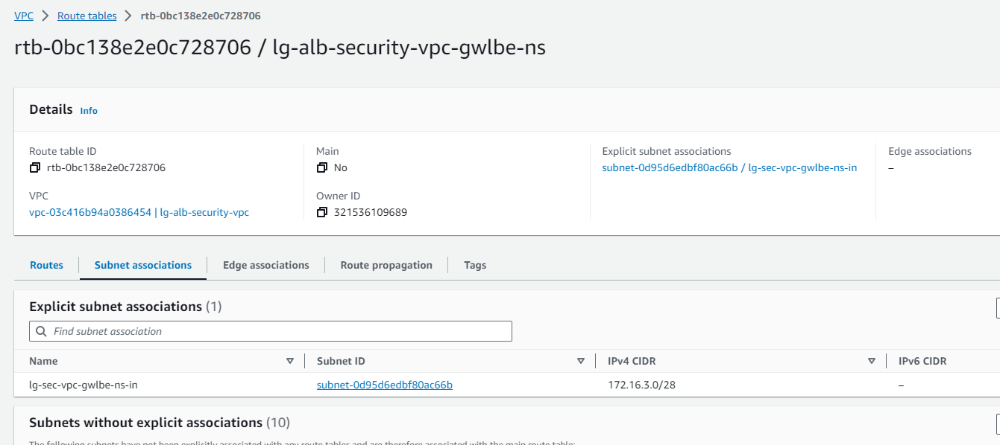 VPC > Route tables > rtb-0bc138e2e0c728706
rtb-0bc138e2e0c728706 / lg-alb-security-vpc-gwlbe-ns
Details Info
Route table ID
rtb-0bc138e2e0c728706
Main
No
Explicit subnet associations
subnet-0d95d6edbf80ac66b / lg-sec-vpc-gwlbe-ns-in
Edge associations
–
VPC
vpc-03c416b94a0386454 | lg-alb-security-vpc
Owner ID
321536109689
Routes Subnet associations Edge associations Route propagation Tags
Explicit subnet associations (1)
Find subnet association
Name Subnet ID IPv4 CIDR IPv6 CIDR
lg-sec-vpc-gwlbe-ns-in subnet-0d95d6edbf80ac66b 172.16.3.0/28 –
Subnets without explicit associations (10)
The following subnets have not been explicitly associated with any route tables and are therefore associated with the main route table: